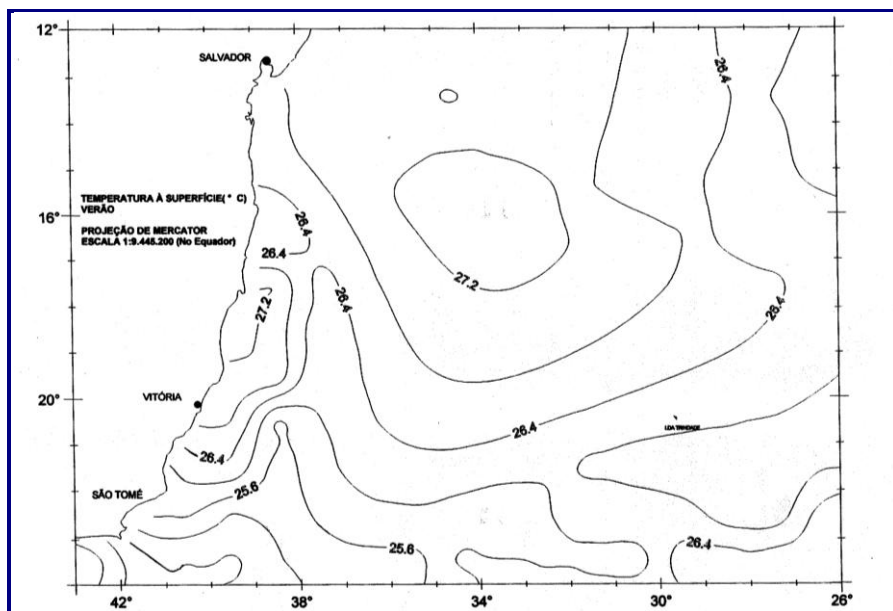 12°
SALVADOR
26.4
TEMPERATURA À SUPERFÍCIE(° C)
VERÃO
26.4
16°
PROJEÇÃO DE MERCATOR
ESCALA 1:9.445.200 (No Equador)
26.4
27.2
26.4
26.4
27.2
VITÓRIA
20°
26.4
LOA TRINDADE
26.4
SÃO TOMÉ
25.6
25.6
26.4
42°
38°
34°
30°
26°